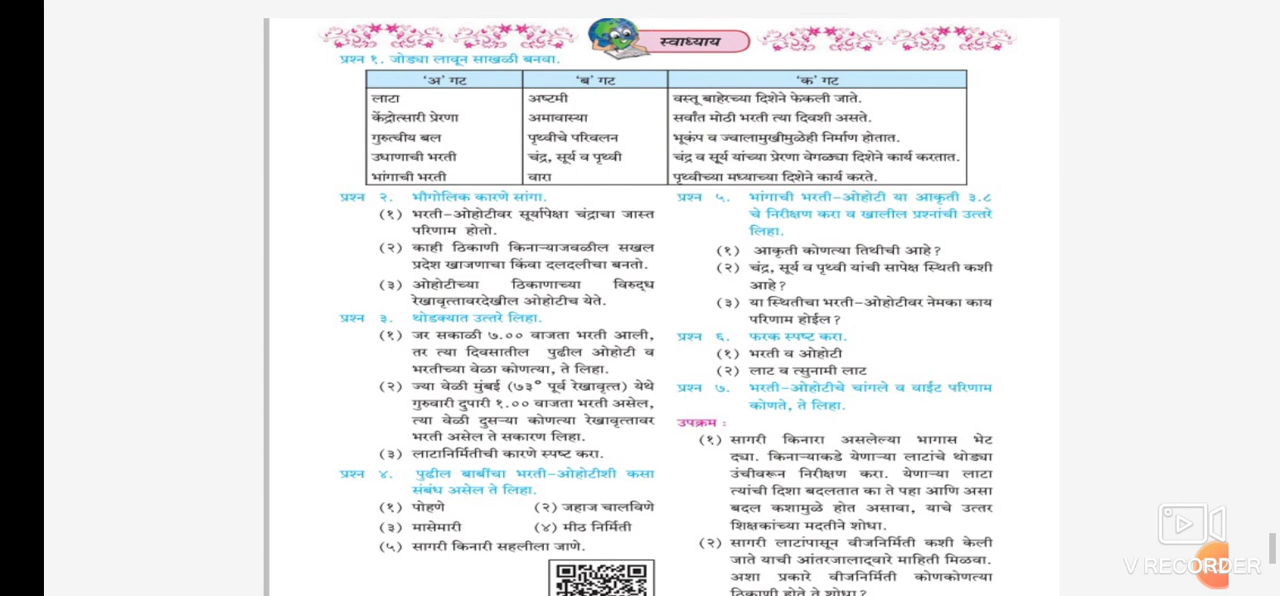 स्वाध्याय
प्रश्न १. जोड्या लावून साखळी बनवा.
'अ' गट 'ब' गट 'क' गट
लाटा अष्टमी वस्तू बाहेरच्या दिशेने फेकली जाते.
केंद्रोत्सारी प्रेरणा अमावास्या सर्वांत मोठी भरती त्या दिवशी असते.
गुरुत्वीय बल पृथ्वीचे परिवलन भूकंप व ज्वालामुखीमुळेही निर्माण होतात.
उधाणाची भरती चंद्र, सूर्य व पृथ्वी चंद्र व सूर्य यांच्या प्रेरणा वेगळ्या दिशेने कार्य करतात.
भांगाची भरती वारा पृथ्वीच्या मध्याच्या दिशेने कार्य करते.
प्रश्न २. भौगोलिक कारणे सांगा.
(१) भरती-ओहोटीवर सूर्यापेक्षा चंद्राचा जास्त
परिणाम होतो.
(२) काही ठिकाणी किनाऱ्याजवळील सखल
प्रदेश खाजणाचा किंवा दलदलीचा बनतो.
(३) ओहोटीच्या ठिकाणाच्या विरुद्ध
रेखावृत्तावरदेखील ओहोटीच येते.
प्रश्न ३. थोडक्यात उत्तरे लिहा.
(१) जर सकाळी ७.०० वाजता भरती आली,
तर त्या दिवसातील पुढील ओहोटी व
भरतीच्या वेळा कोणत्या, ते लिहा.
(२) ज्या वेळी मुंबई (७३° पूर्व रेखावृत्त) येथे
गुरुवारी दुपारी १.०० वाजता भरती असेल,
त्या वेळी दुसऱ्या कोणत्या रेखावृत्तावर
भरती असेल ते सकारण लिहा.
(३) लाटानिर्मितीची कारणे स्पष्ट करा.
प्रश्न ४. पुढील बाबींचा भरती-ओहोटीशी कसा
संबंध असेल ते लिहा.
(१) पोहणे (२) जहाज चालविणे
(३) मासेमारी (४) मीठ निर्मिती
(५) सागरी किनारी सहलीला जाणे.
प्रश्न ५. भांगाची भरती-ओहोटी या आकृती ३.८
चे निरीक्षण करा व खालील प्रश्नांची उत्तरे
लिहा.
(१) आकृती कोणत्या तिथीची आहे?
(२) चंद्र, सूर्य व पृथ्वी यांची सापेक्ष स्थिती कशी
आहे?
(३) या स्थितीचा भरती-ओहोटीवर नेमका काय
परिणाम होईल?
प्रश्न ६. फरक स्पष्ट करा.
(१) भरती व ओहोटी
(२) लाट व त्सुनामी लाट
प्रश्न ७. भरती-ओहोटीचे चांगले व वाईट परिणाम
कोणते, ते लिहा.
उपक्रम :
(१) सागरी किनारा असलेल्या भागास भेट
द्या. किनाऱ्याकडे येणाऱ्या लाटांचे थोड्या
उंचीवरून निरीक्षण करा. येणाऱ्या लाटा
त्यांची दिशा बदलतात का ते पहा आणि असा
बदल कशामुळे होत असावा, याचे उत्तर
शिक्षकांच्या मदतीने शोधा.
(२) सागरी लाटांपासून वीजनिर्मिती कशी केली
जाते याची आंतरजालाद्वारे माहिती मिळवा.
अशा प्रकारे वीजनिर्मिती कोणकोणत्या
ठिकाणी होते ते शोधा?
V RECORDER